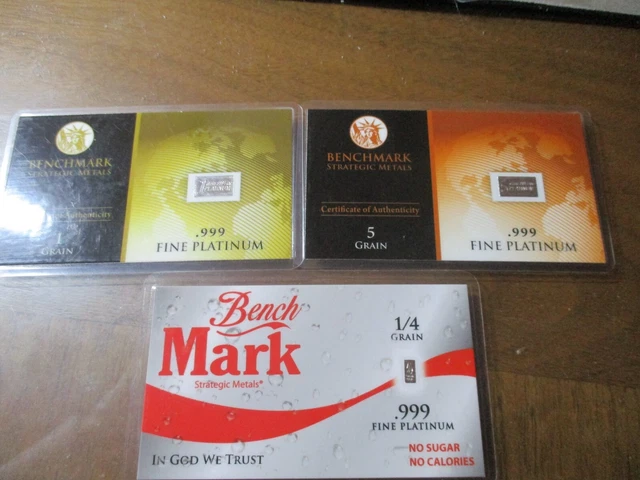 BENCHMARK
STRATEGIC METALS
Authenticity
GRAIN
.999
FINE PLATINUM
BENCHMARK
STRATEGIC METALS
Certificate of Authenticity
5
GRAIN
.999
FINE PLATINUM
Bench
Mark
Strategic Metals®
1/4
GRAIN
.999
FINE PLATINUM
IN GOD WE TRUST
NO SUGAR
NO CALORIES